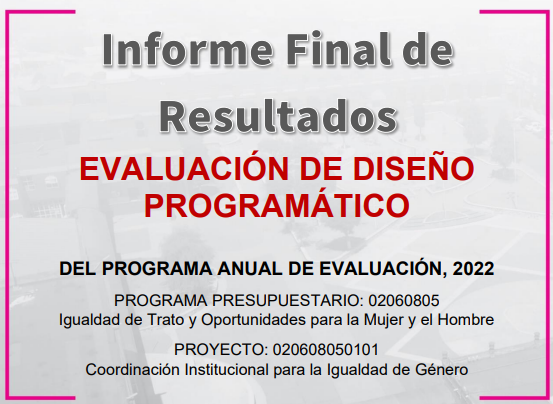 Informe Final de
Resultados
EVALUACIÓN DE DISEÑO
PROGRAMÁTICO
DEL PROGRAMA ANUAL DE EVALUACIÓN, 2022
PROGRAMA PRESUPUESTARIO: 02060805
Igualdad de Trato y Oportunidades para la Mujer y el Hombre
PROYECTO: 020608050101
Coordinación Institucional para la Igualdad de Género